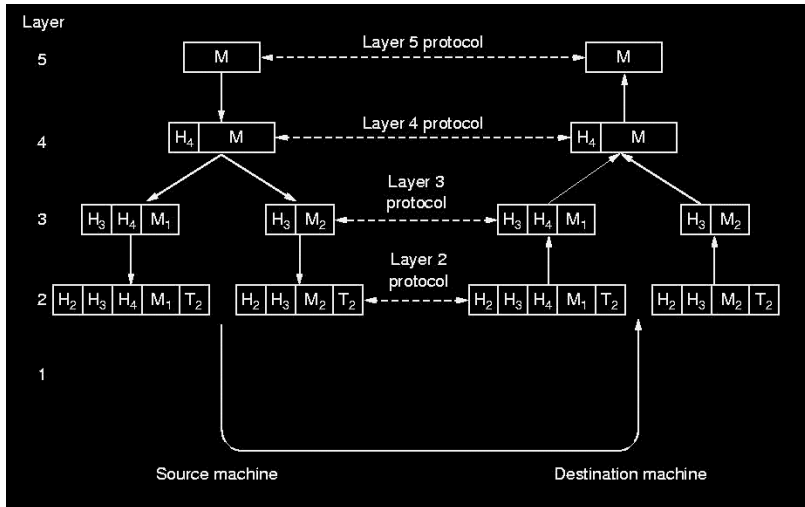 Layer
5 M Layer 5 protocol M
4 H₄ M Layer 4 protocol H₄ M
Layer 3
protocol
3 H₃ H₄ M₁ H₃ M₂ H₃ H₄ M₁ H₃ M₂
Layer 2
protocol
2 H₂ H₃ H₄ M₁ T₂ H₂ H₃ M₂ T₂ H₂ H₃ H₄ M₁ T₂ H₂ H₃ M₂ T₂
1
Source machine Destination machine